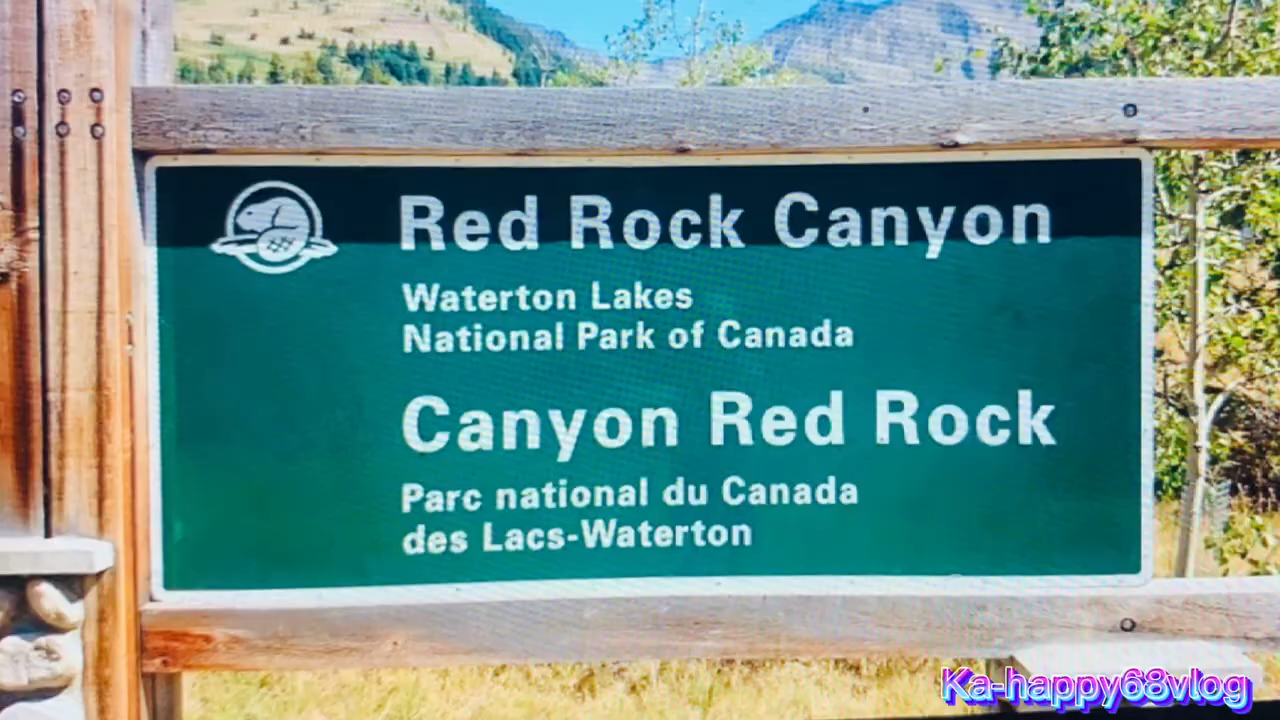 Red Rock Canyon
Waterton Lakes
National Park of Canada
Canyon Red Rock
Parc national du Canada
des Lacs-Waterton
Ka-happy68vlog